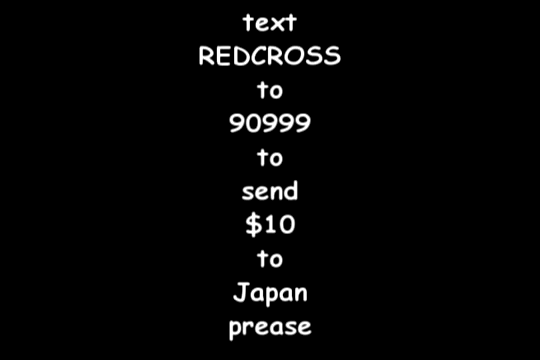 text
REDCROSS
to
90999
to
send
$10
to
Japan
prease